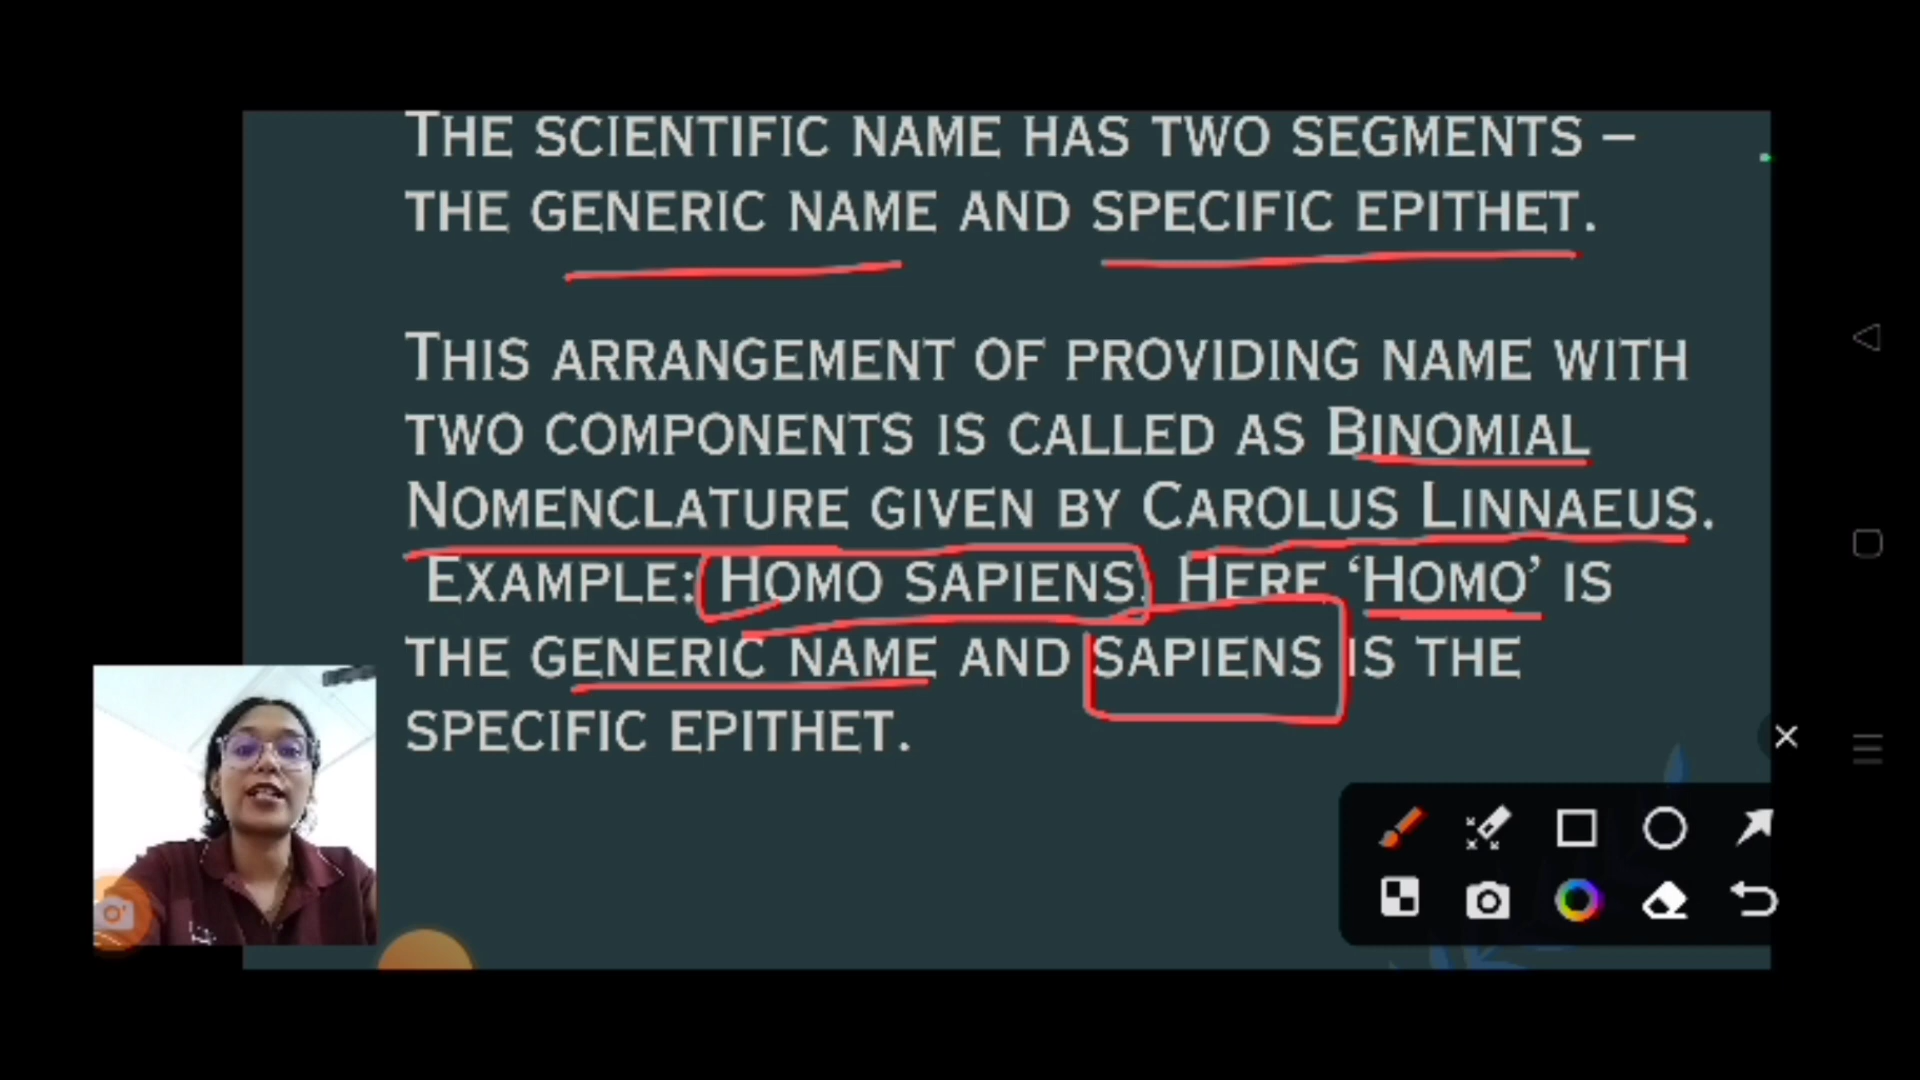 THE SCIENTIFIC NAME HAS TWO SEGMENTS –
THE GENERIC NAME AND SPECIFIC EPITHET.
THIS ARRANGEMENT OF PROVIDING NAME WITH
TWO COMPONENTS IS CALLED AS BINOMIAL
NOMENCLATURE GIVEN BY CAROLUS LINNAEUS.
EXAMPLE: HOMO SAPIENS. HERE ‘HOMO’ IS
THE GENERIC NAME AND SAPIENS IS THE
SPECIFIC EPITHET.